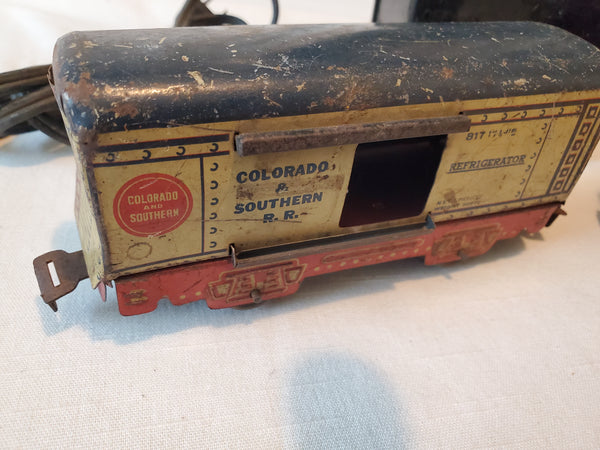 COLORADO
AND
SOUTHERN
COLORADO
&
SOUTHERN
R.R.
REFRIGERATOR